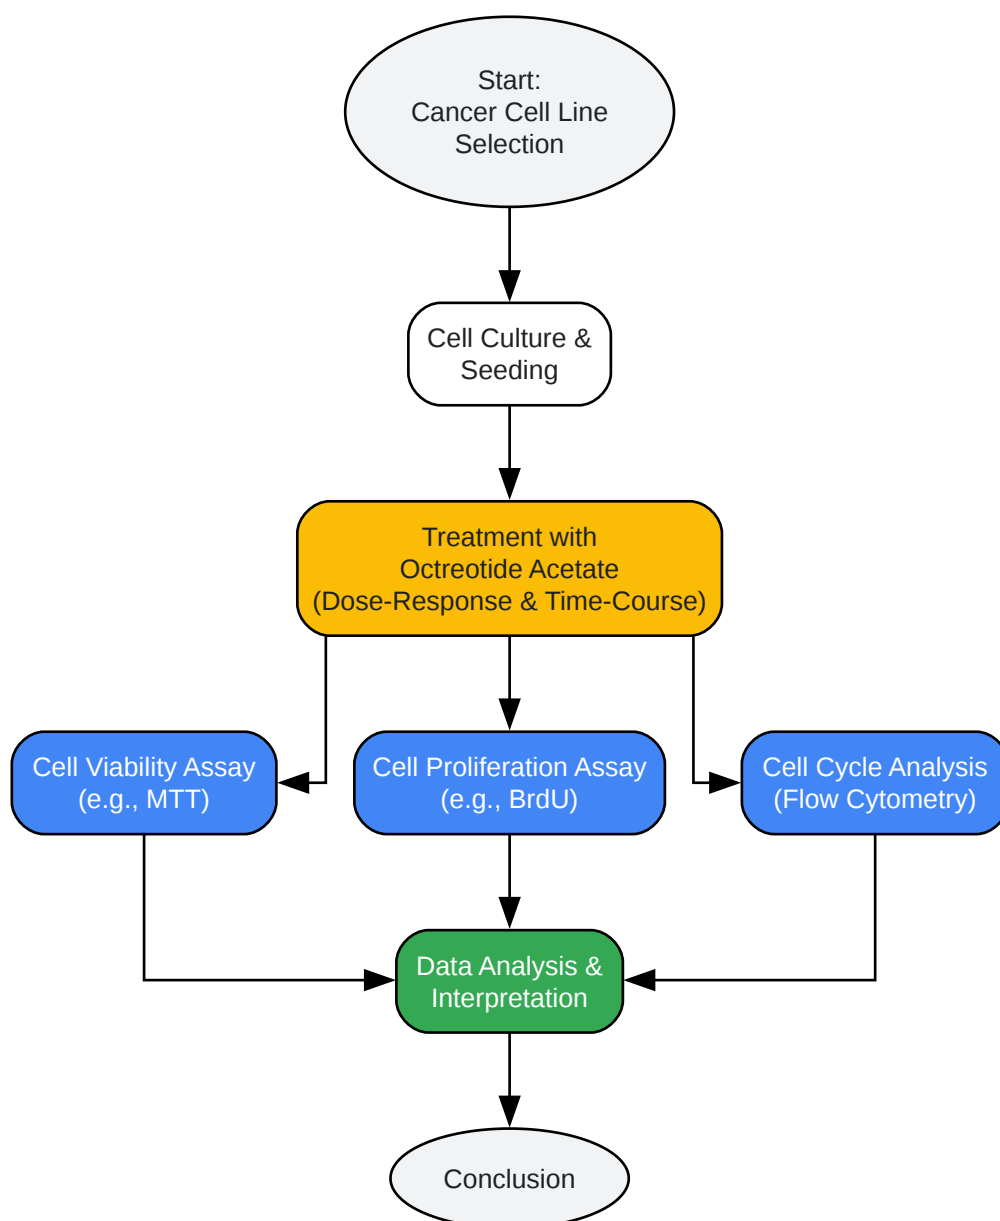 Start:
Cancer Cell Line
Selection
Cell Culture &
Seeding
Treatment with
Octreotide Acetate
(Dose-Response & Time-Course)
Cell Viability Assay
(e.g., MTT)
Cell Proliferation Assay
(e.g., BrdU)
Cell Cycle Analysis
(Flow Cytometry)
Data Analysis &
Interpretation
Conclusion